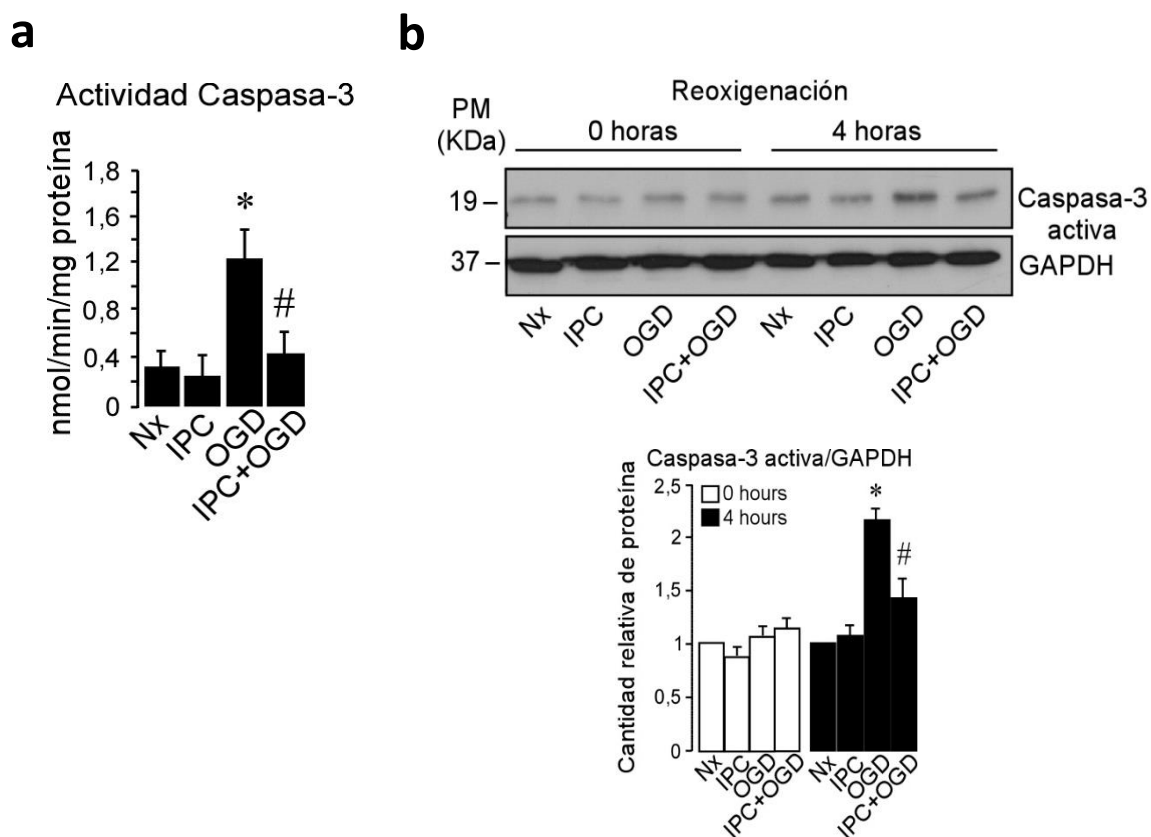 a
Actividad Caspasa-3
nmol/min/mg proteína
1,8
1,6
1,2
0,8
0,4
0
*
#
Nx
IPC
OGD
IPC+OGD
b
Reoxigenación
PM
(KDa)
0 horas
4 horas
19
Caspasa-3
activa
37
GAPDH
Nx
IPC
OGD
IPC+OGD
Nx
IPC
OGD
IPC+OGD
Caspasa-3 activa/GAPDH
Cantidad relativa de proteína
2,5
2
1,5
1
0,5
0
0 hours
4 hours
*
#
Nx
IPC
OGD
IPC+OGD
Nx
IPC
OGD
IPC+OGD